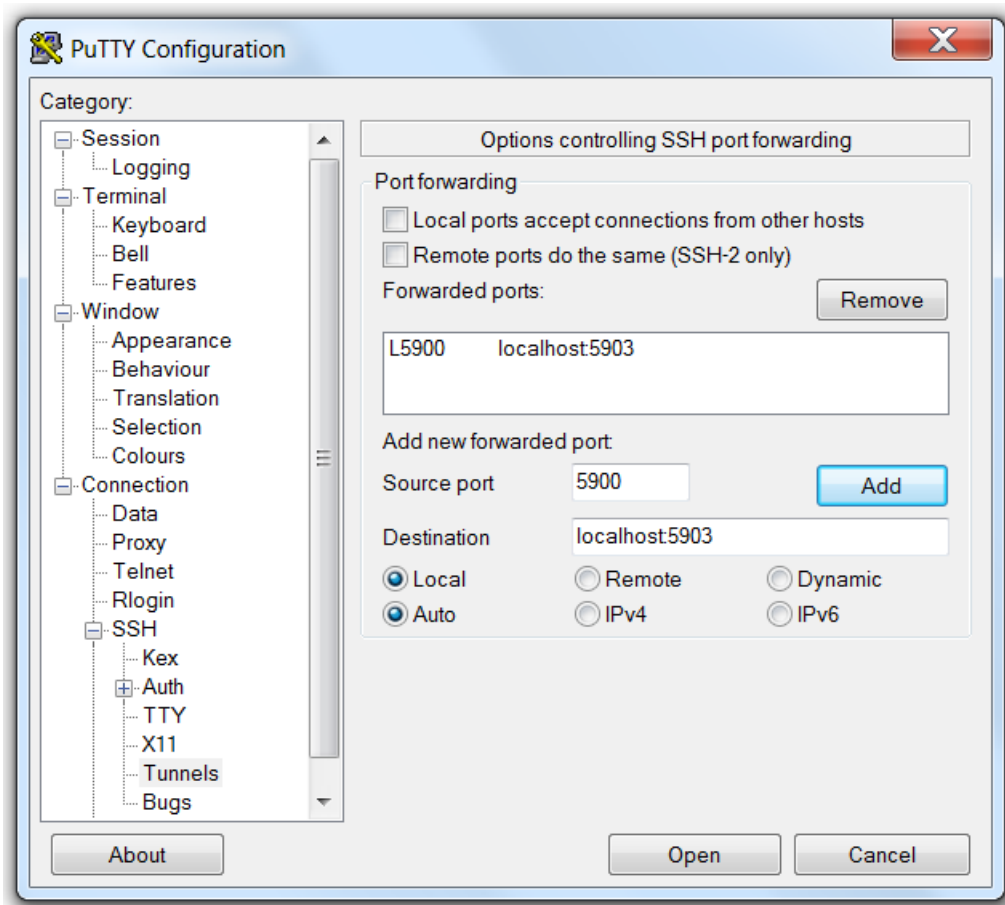 PuTTY Configuration
Category:
Session
Logging
Terminal
Keyboard
Bell
Features
Window
Appearance
Behaviour
Translation
Selection
Colours
Connection
Data
Proxy
Telnet
Rlogin
SSH
Kex
Auth
TTY
X11
Tunnels
Bugs
Options controlling SSH port forwarding
Port forwarding
Local ports accept connections from other hosts
Remote ports do the same (SSH-2 only)
Forwarded ports:
Remove
L5900 localhost:5903
Add new forwarded port:
Source port 5900 Add
Destination localhost:5903
Local Remote Dynamic
Auto IPv4 IPv6
About Open Cancel